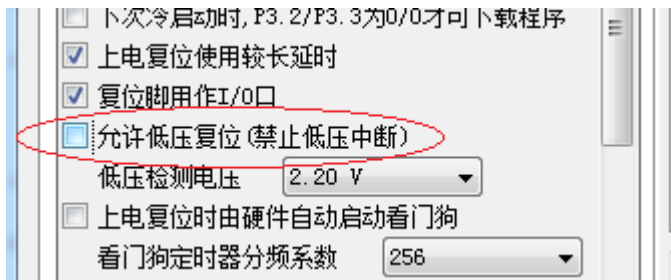 下次冷启动时,P3.2/P3.3为0/0才可下载程序
上电复位使用较长延时
复位脚用作I/O口
允许低压复位(禁止低压中断)
低压检测电压 2.20 V
上电复位时由硬件自动启动看门狗
看门狗定时器分频系数 256